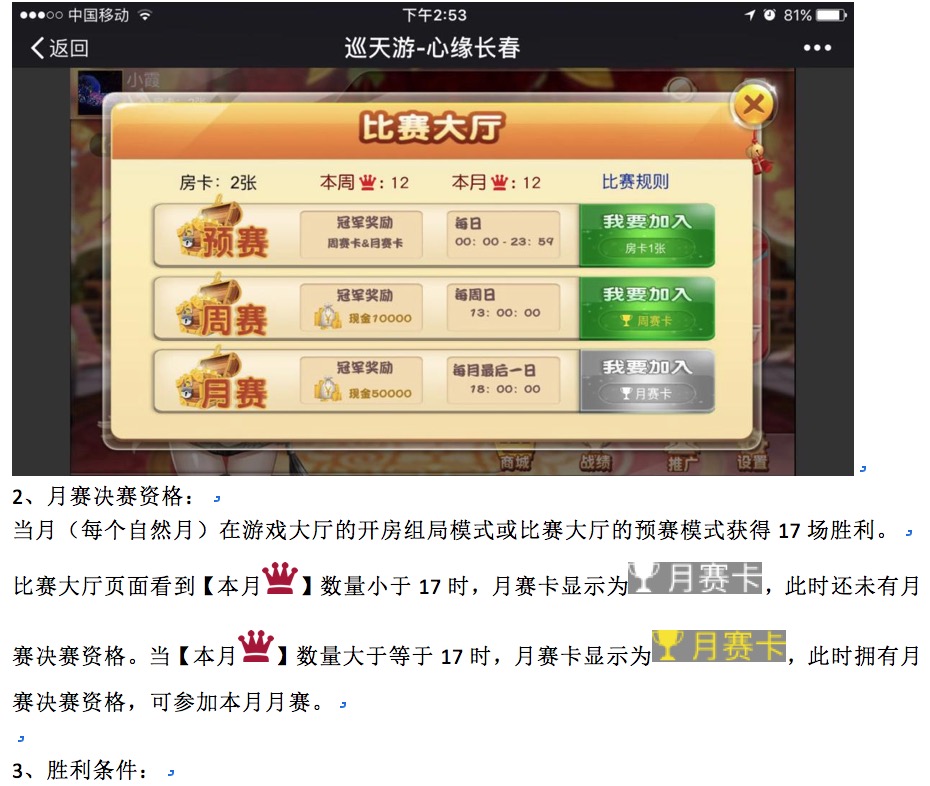 中国移动 下午2:53 81%
返回 巡天游-心缘长春
小霞
比赛大厅
房卡：2张 本周：12 本月：12 比赛规则
预赛 冠军奖励 每日 我要加入
周赛卡&月赛卡 00：00-23：59 房卡1张
周赛 冠军奖励 每周日 我要加入
现金10000 13：00：00 周赛卡
月赛 冠军奖励 每月最后一日 我要加入
现金50000 18：00：00 月赛卡
商城 战绩 推广 设置
2、月赛决赛资格：
当月（每个自然月）在游戏大厅的开房组局模式或比赛大厅的预赛模式获得 17 场胜利。
比赛大厅页面看到【本月】数量小于 17 时，月赛卡显示为月赛卡，此时还未有月
赛决赛资格。当【本月】数量大于等于 17 时，月赛卡显示为月赛卡，此时拥有月
赛决赛资格，可参加本月月赛。
3、胜利条件：